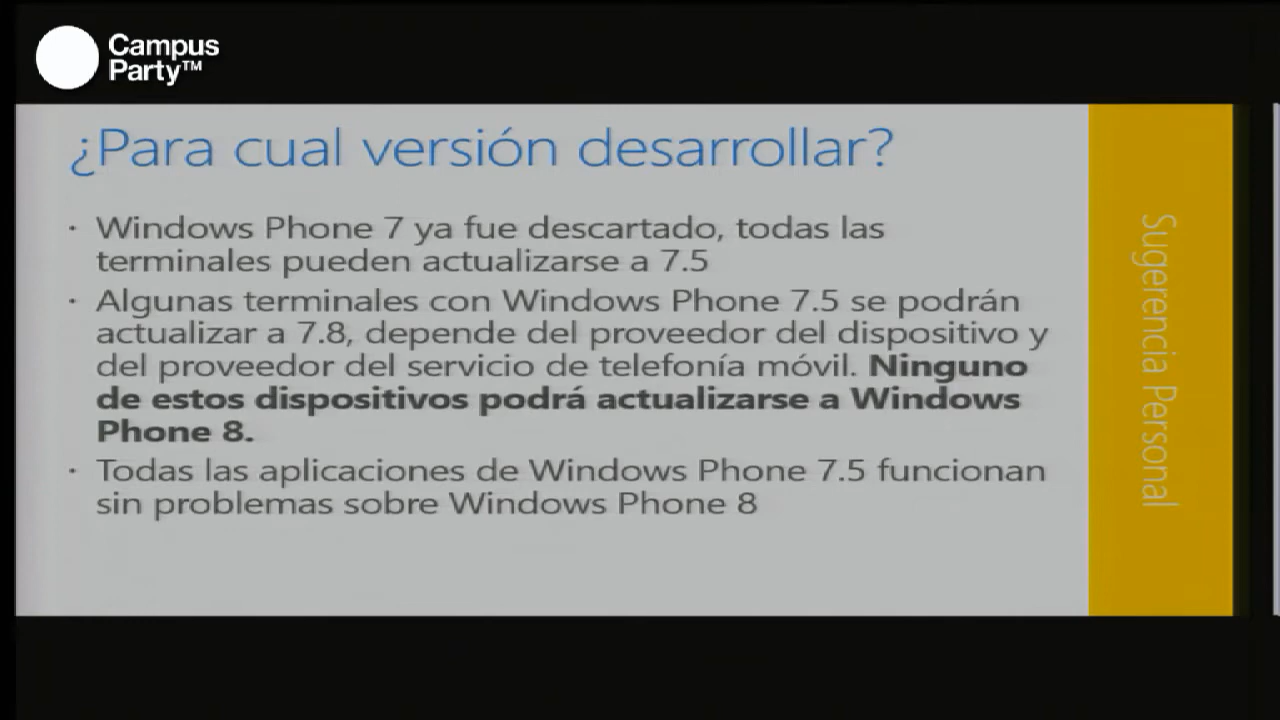 Campus
Party™
¿Para cual versión desarrollar?
• Windows Phone 7 ya fue descartado, todas las
terminales pueden actualizarse a 7.5
• Algunas terminales con Windows Phone 7.5 se podrán
actualizar a 7.8, depende del proveedor del dispositivo y
del proveedor del servicio de telefonía móvil. Ninguno
de estos dispositivos podrá actualizarse a Windows
Phone 8.
• Todas las aplicaciones de Windows Phone 7.5 funcionan
sin problemas sobre Windows Phone 8
Sugerencia Personal